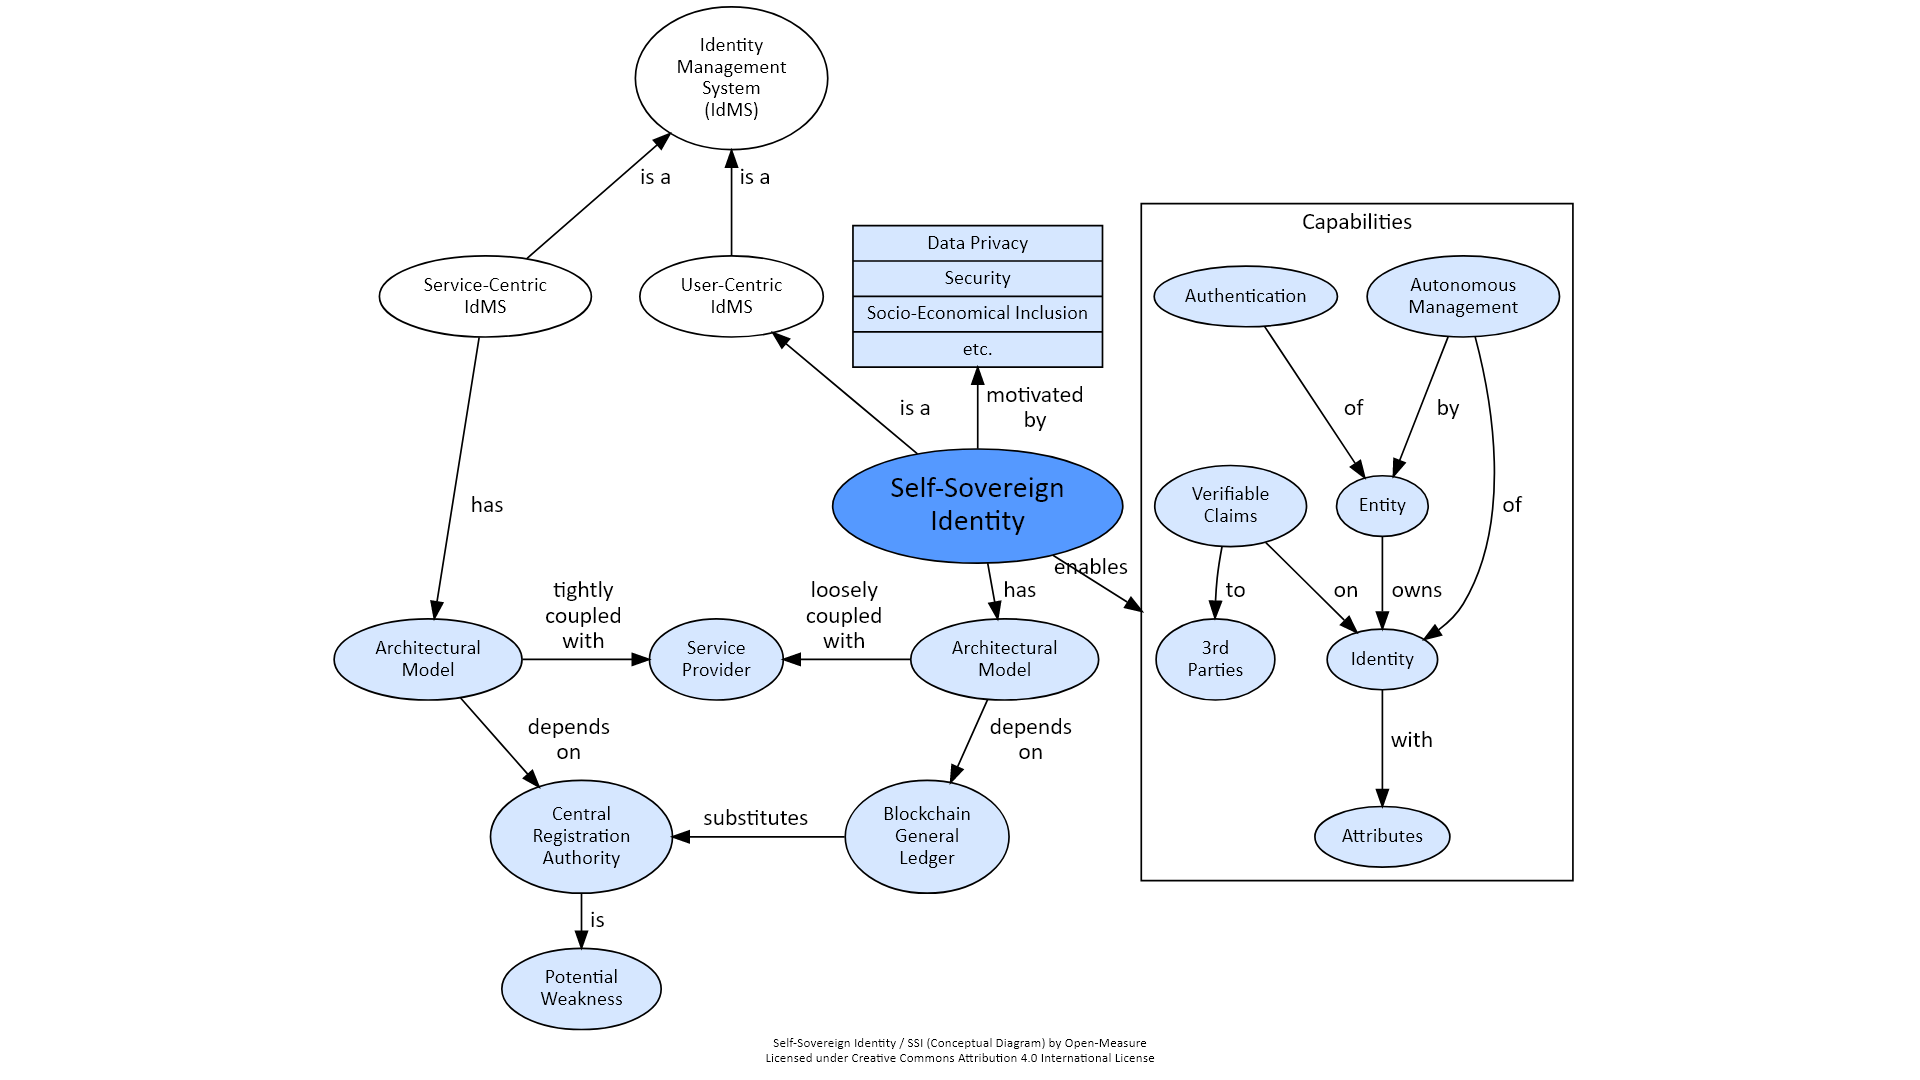 Identity
Management
System
(IdMS)
is a
is a
Service-Centric
IdMS
User-Centric
IdMS
Data Privacy
Security
Socio-Economical Inclusion
etc.
is a
motivated
by
Self-Sovereign
Identity
has
tightly
coupled
with
loosely
coupled
with
has
enables
Architectural
Model
Service
Provider
Architectural
Model
depends
on
depends
on
Central
Registration
Authority
substitutes
Blockchain
General
Ledger
is
Potential
Weakness
Capabilities
Authentication
Autonomous
Management
of
by
Verifiable
Claims
Entity
of
to
on
owns
3rd
Parties
Identity
with
Attributes
Self-Sovereign Identity / SSI (Conceptual Diagram) by Open-Measure
Licensed under Creative Commons Attribution 4.0 International License